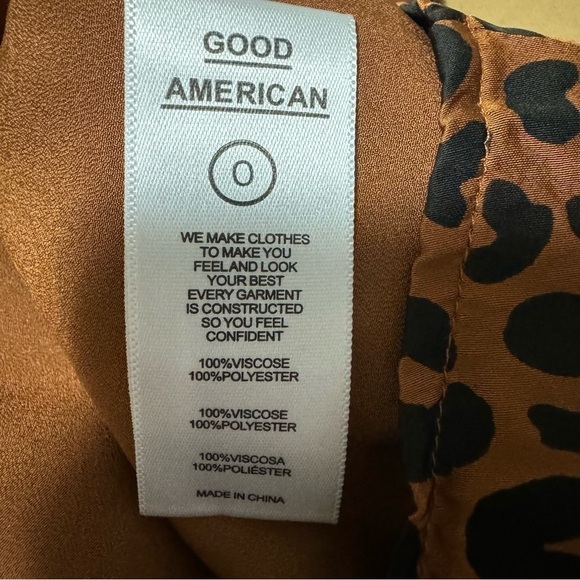 GOOD
AMERICAN
0
WE MAKE CLOTHES
TO MAKE YOU
FEELAND LOOK
YOUR BEST
EVERY GARMENT
IS CONSTRUCTED
SO YOU FEEL
CONFIDENT
100%VISCOSE
100%POLYESTER
100%VISCOSE
100%POLYESTER
100%VISCOSA
100%POLIÉSTER
MADE IN CHINA